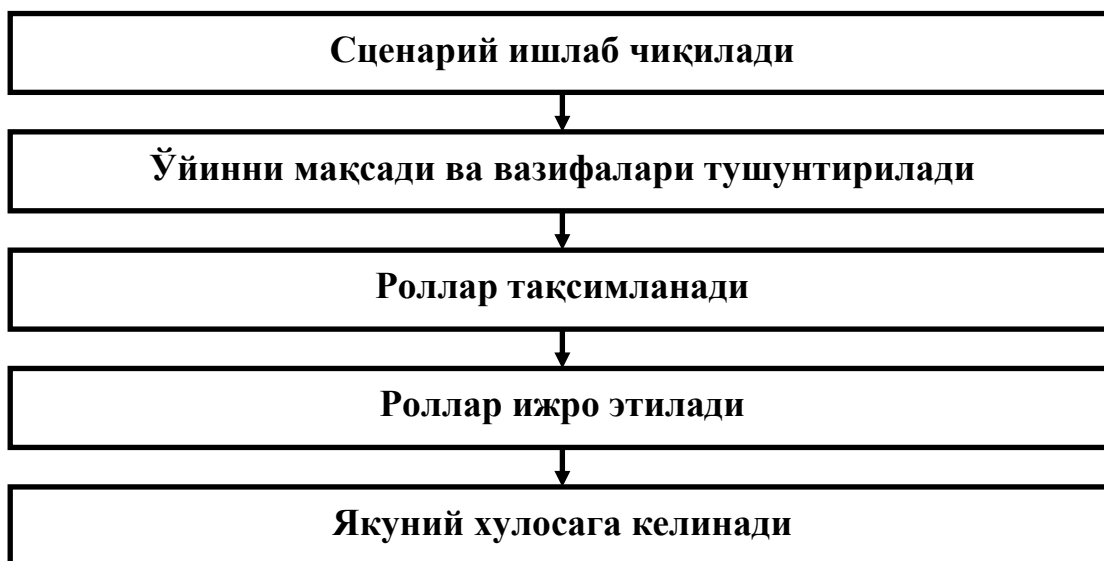 Сценарий ишлаб чиқилади
Ўйинни мақсади ва вазифалари тушунтирилади
Роллар тақсимланади
Роллар ижро этилади
Якуний хулосага келинади